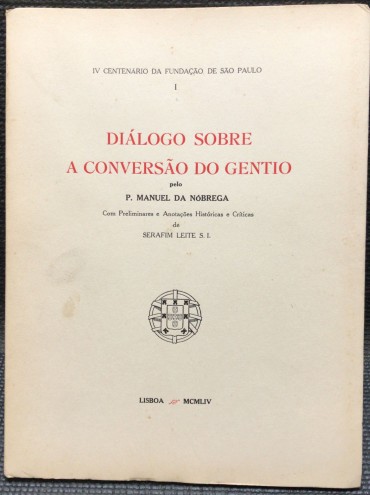 IV CENTENÁRIO DA FUNDAÇÃO DE SÃO PAULO
I
DIÁLOGO SOBRE
A CONVERSÃO DO GENTIO
pelo
P. MANUEL DA NÓBREGA
Com Preliminares e Anotações Históricas e Críticas
de
SERAFIM LEITE S. I.
LISBOA MCMLIV